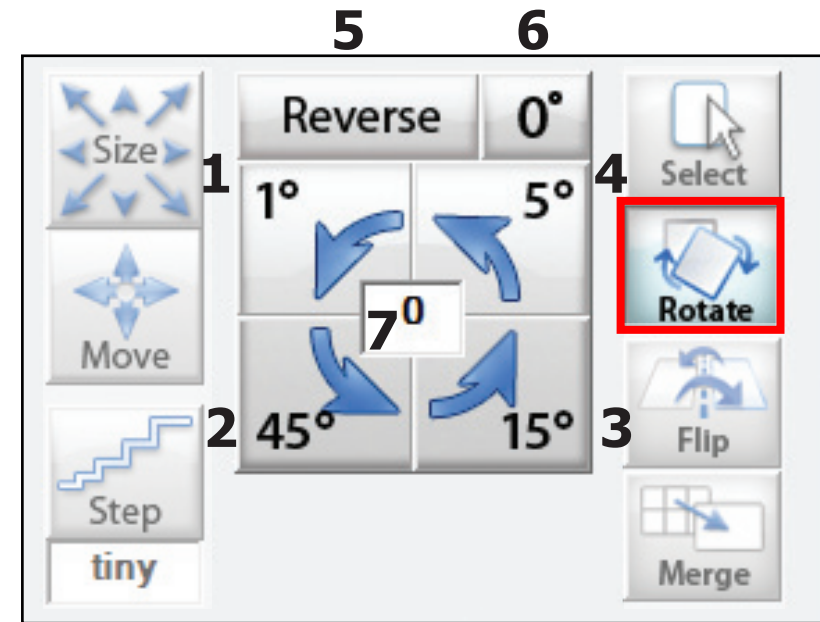 5 6
Size
Reverse 0°
Select
1 1° 5° 4
Move
7 0
Rotate
2 45° 15° 3
Flip
Step
tiny
Merge